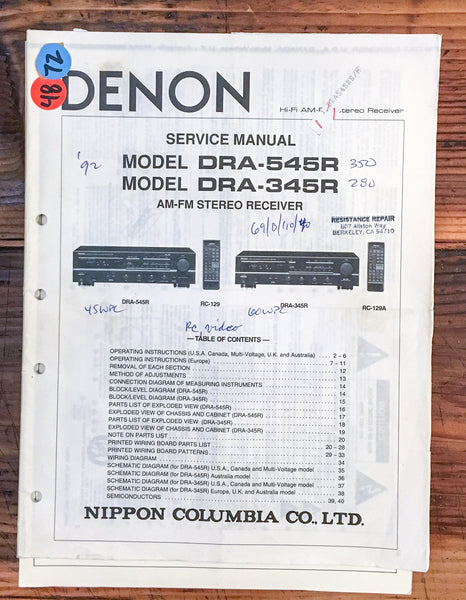 72
48
DENON
Hi-Fi AM-FM Stereo Receiver
SERVICE MANUAL
'92
MODEL DRA-545R 350
MODEL DRA-345R 280
AM-FM STEREO RECEIVER
RESISTANCE REPAIR
Allston Way
BERKELEY, CA 94710
DRA-545R RC-129 DRA-345R RC-129A
45WPC
RC, video
— TABLE OF CONTENTS —
OPERATING INSTRUCTIONS (U.S.A, Canada, Multi-Voltage, U.K. and Australia) 2 – 6
OPERATING INSTRUCTIONS (Europe) 7 – 11
REMOVAL OF EACH SECTION 12
METHOD OF ADJUSTMENTS 13
CONNECTION DIAGRAM OF MEASURING INSTRUMENTS 14
BLOCK/LEVEL DIAGRAM (DRA-545R) 14
BLOCK/LEVEL DIAGRAM (DRA-345R) 15
PARTS LIST OF EXPLODED VIEW (DRA-545R) 16
EXPLODED VIEW OF CHASSIS AND CABINET (DRA-545R) 17
PARTS LIST OF EXPLODED VIEW (DRA-345R) 18
EXPLODED VIEW OF CHASSIS AND CABINET (DRA-345R) 19
NOTE ON PARTS LIST 20
PRINTED WIRING BOARD PARTS LIST 20 – 28
PRINTED WIRING BOARD PATTERNS 29 – 33
WIRING DIAGRAM 34
SCHEMATIC DIAGRAM (for DRA-545R) U.S.A., Canada and Multi-Voltage model 35
SCHEMATIC DIAGRAM (for DRA-545R) Australia model 36
SCHEMATIC DIAGRAM (for DRA-345R) U.S.A., Canada and Multi-Voltage model 37
SCHEMATIC DIAGRAM (for DRA-345R) Europe, U.K. and Australia model 38
SEMICONDUCTORS 39, 40
NIPPON COLUMBIA CO., LTD.